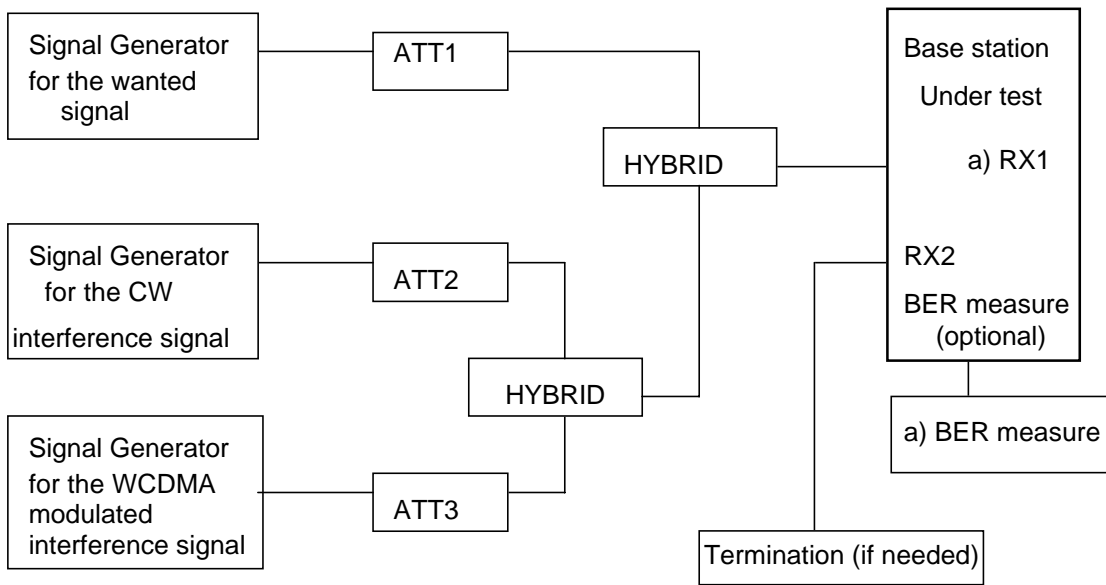 Signal Generator
for the wanted
signal
ATT1
HYBRID
Base station
Under test
a) RX1
RX2
BER measure
(optional)
Signal Generator
for the CW
interference signal
ATT2
HYBRID
a) BER measure
Signal Generator
for the WCDMA
modulated
interference signal
ATT3
Termination (if needed)